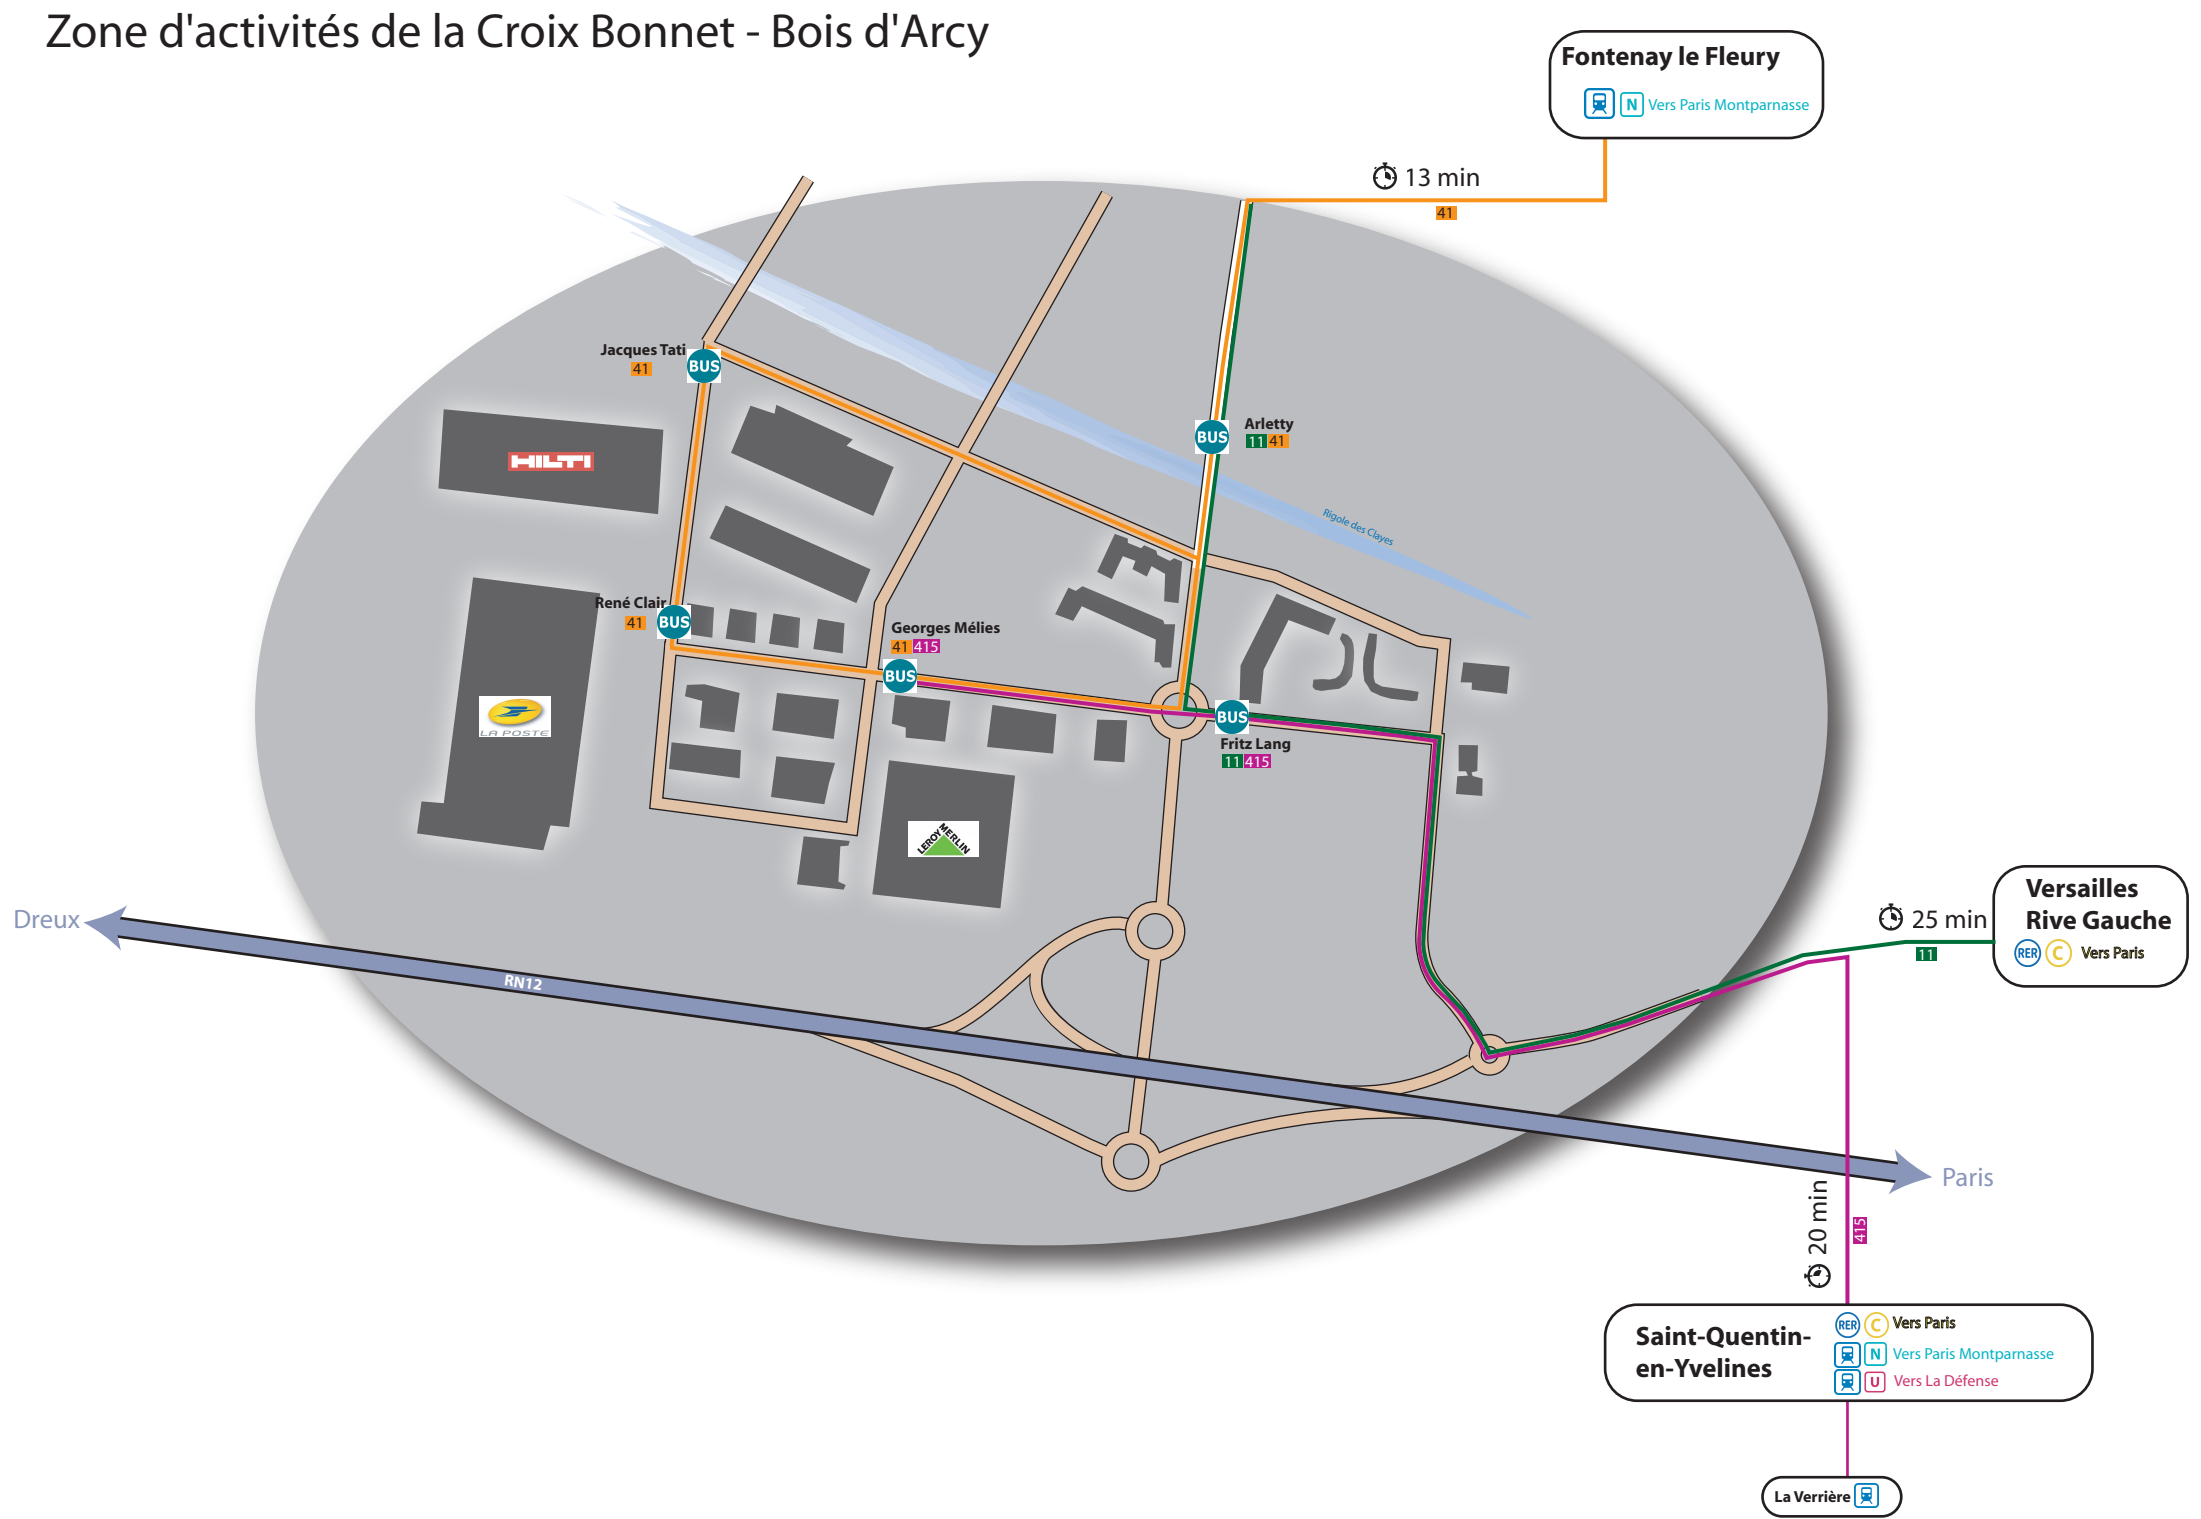 Zone d'activités de la Croix Bonnet - Bois d'Arcy
Fontenay le Fleury
N Vers Paris Montparnasse
13 min
41
Jacques Tati
41
BUS
Arletty
11 41
BUS
HILTI
Rigole des Clayes
René Clair
41
BUS
Georges Mélies
41 415
BUS
LA POSTE
BUS
Fritz Lang
11 415
LEROY MERLIN
Dreux
RN12
25 min
11
Versailles
Rive Gauche
RER C Vers Paris
Paris
20 min
415
Saint-Quentin-
en-Yvelines
RER C Vers Paris
N Vers Paris Montparnasse
U Vers La Défense
La Verrière